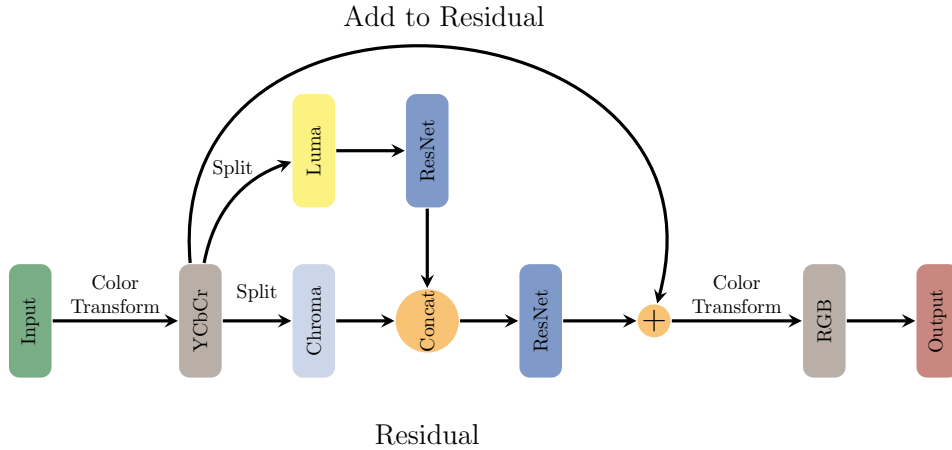 Add to Residual
Luma
ResNet
Split
Input
Color
Transform
YCbCr
Split
Chroma
Concat
ResNet
+
Color
Transform
RGB
Output
Residual